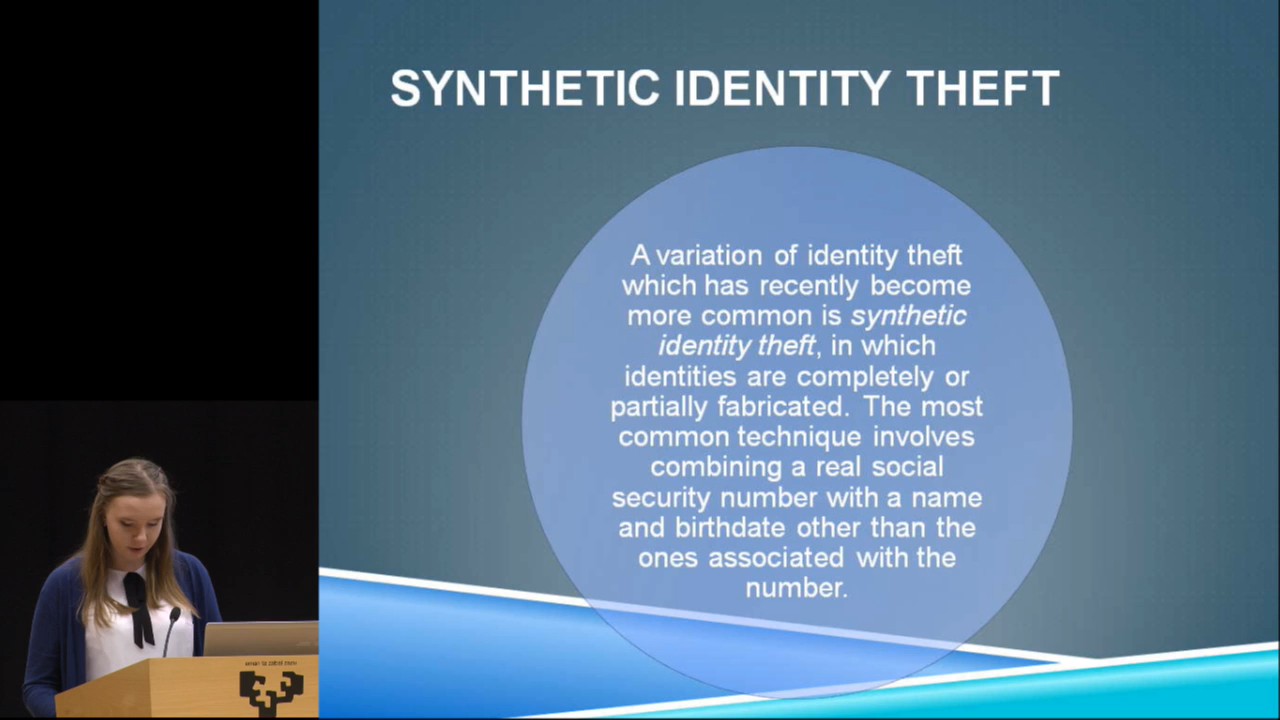 SYNTHETIC IDENTITY THEFT
A variation of identity theft
which has recently become
more common is synthetic
identity theft, in which
identities are completely or
partially fabricated. The most
common technique involves
combining a real social
security number with a name
and birthdate other than the
ones associated with the
number.